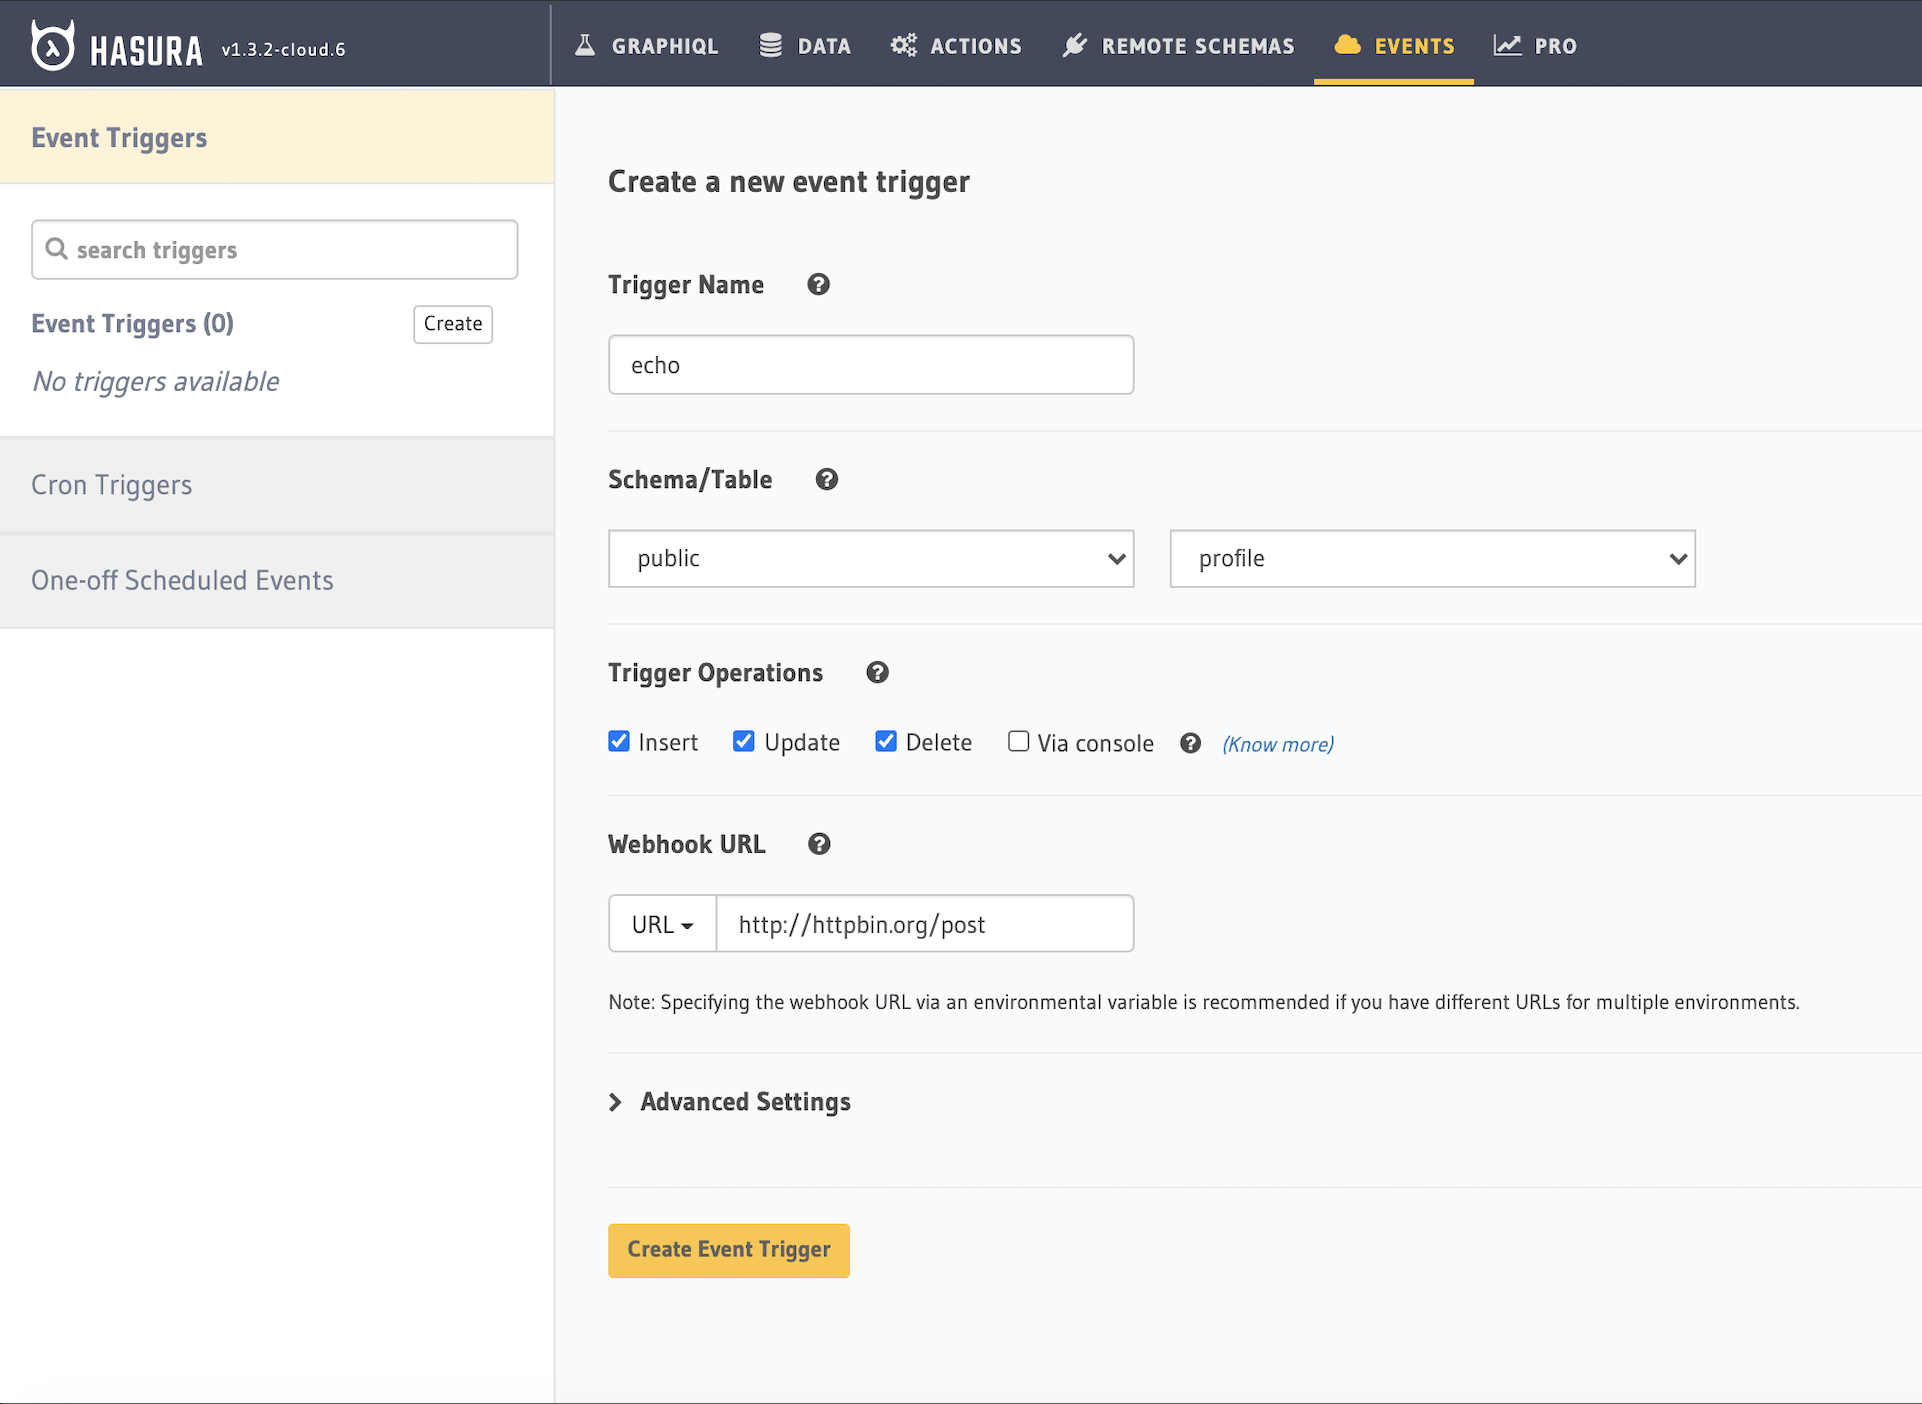 HASURA v1.3.2-cloud.6 GRAPHIQL DATA ACTIONS REMOTE SCHEMAS EVENTS PRO
Event Triggers
search triggers
Event Triggers (0) Create
No triggers available
Cron Triggers
One-off Scheduled Events
Create a new event trigger
Trigger Name
echo
Schema/Table
public profile
Trigger Operations
Insert Update Delete Via console (Know more)
Webhook URL
URL http://httpbin.org/post
Note: Specifying the webhook URL via an environmental variable is recommended if you have different URLs for multiple environments.
Advanced Settings
Create Event Trigger